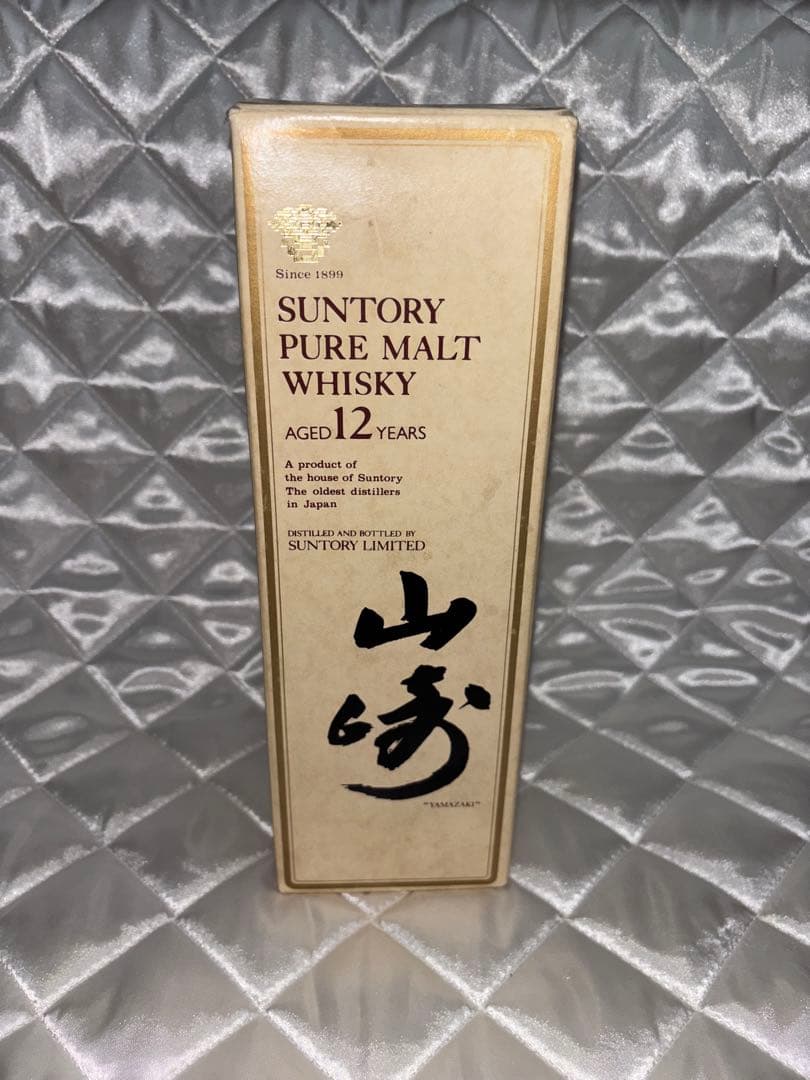 Since 1899
SUNTORY
PURE MALT
WHISKY
AGED 12 YEARS
A product of
the house of Suntory
The oldest distillers
in Japan
DISTILLED AND BOTTLED BY
SUNTORY LIMITED
山
崎
"YAMAZAKI"